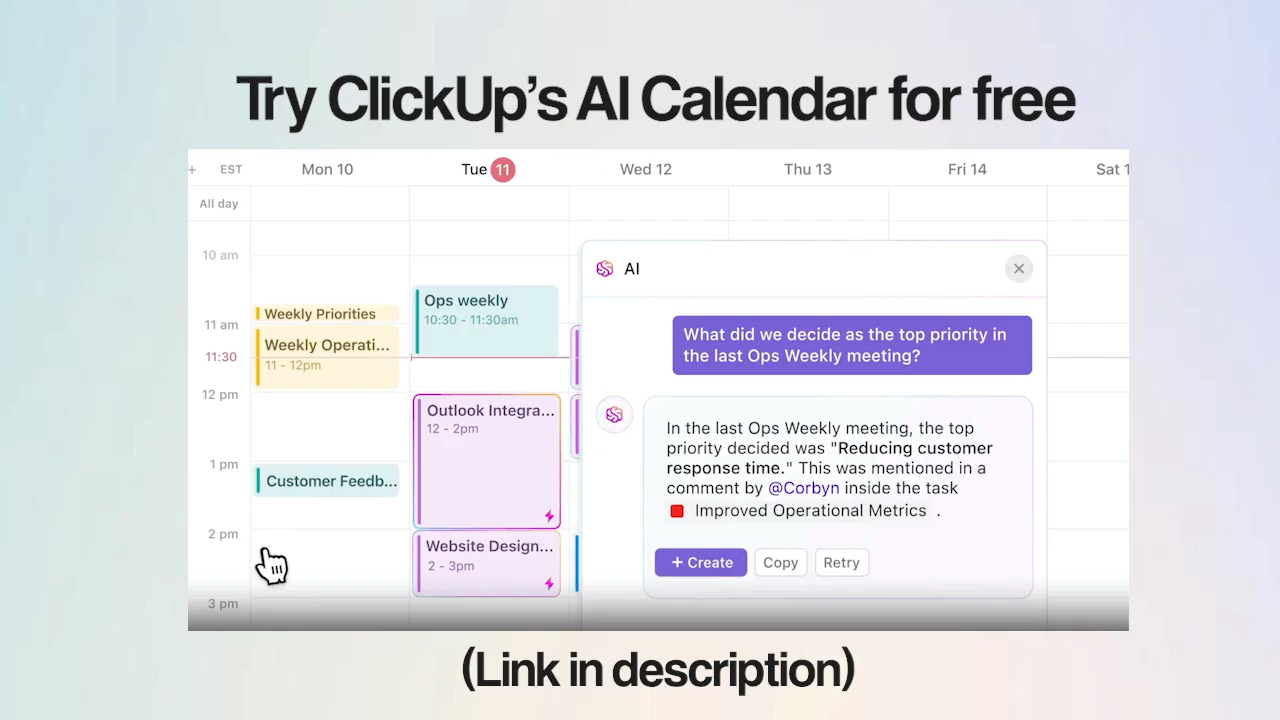 Try ClickUp's AI Calendar for free
+ EST Mon 10 Tue 11 Wed 12 Thu 13 Fri 14 Sat 1
All day
10 am
11 am
11:30
12 pm
1 pm
2 pm
3 pm
Weekly Priorities
Weekly Operati...
11 - 12pm
Customer Feedb...
Ops weekly
10:30 - 11:30am
Outlook Integra...
12 - 2pm
Website Design...
2 - 3pm
AI
What did we decide as the top priority in
the last Ops Weekly meeting?
In the last Ops Weekly meeting, the top
priority decided was "Reducing customer
response time." This was mentioned in a
comment by @Corbyn inside the task
Improved Operational Metrics .
+ Create Copy Retry
(Link in description)